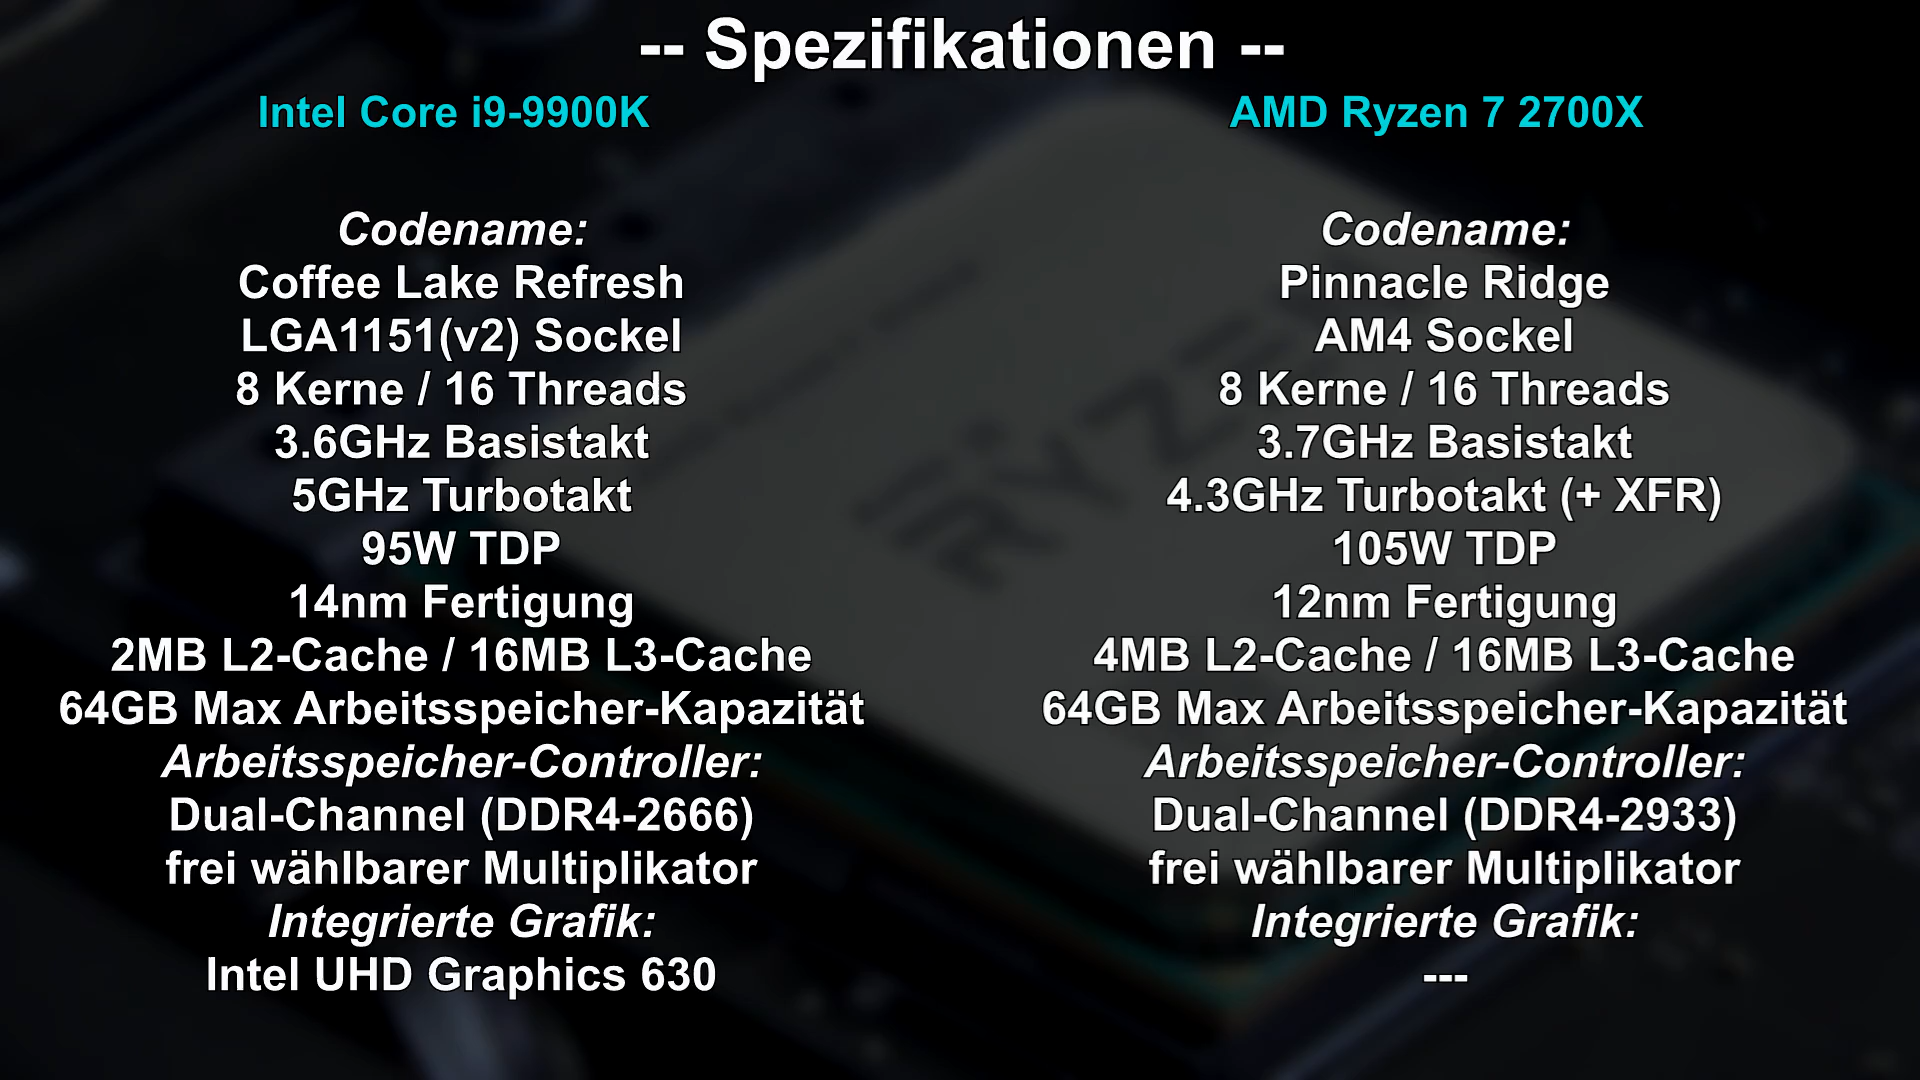 -- Spezifikationen --
Intel Core i9-9900K
Codename:
Coffee Lake Refresh
LGA1151(v2) Sockel
8 Kerne / 16 Threads
3.6GHz Basistakt
5GHz Turbotakt
95W TDP
14nm Fertigung
2MB L2-Cache / 16MB L3-Cache
64GB Max Arbeitsspeicher-Kapazität
Arbeitsspeicher-Controller:
Dual-Channel (DDR4-2666)
frei wählbarer Multiplikator
Integrierte Grafik:
Intel UHD Graphics 630
AMD Ryzen 7 2700X
Codename:
Pinnacle Ridge
AM4 Sockel
8 Kerne / 16 Threads
3.7GHz Basistakt
4.3GHz Turbotakt (+ XFR)
105W TDP
12nm Fertigung
4MB L2-Cache / 16MB L3-Cache
64GB Max Arbeitsspeicher-Kapazität
Arbeitsspeicher-Controller:
Dual-Channel (DDR4-2933)
frei wählbarer Multiplikator
Integrierte Grafik:
---
RYZEN